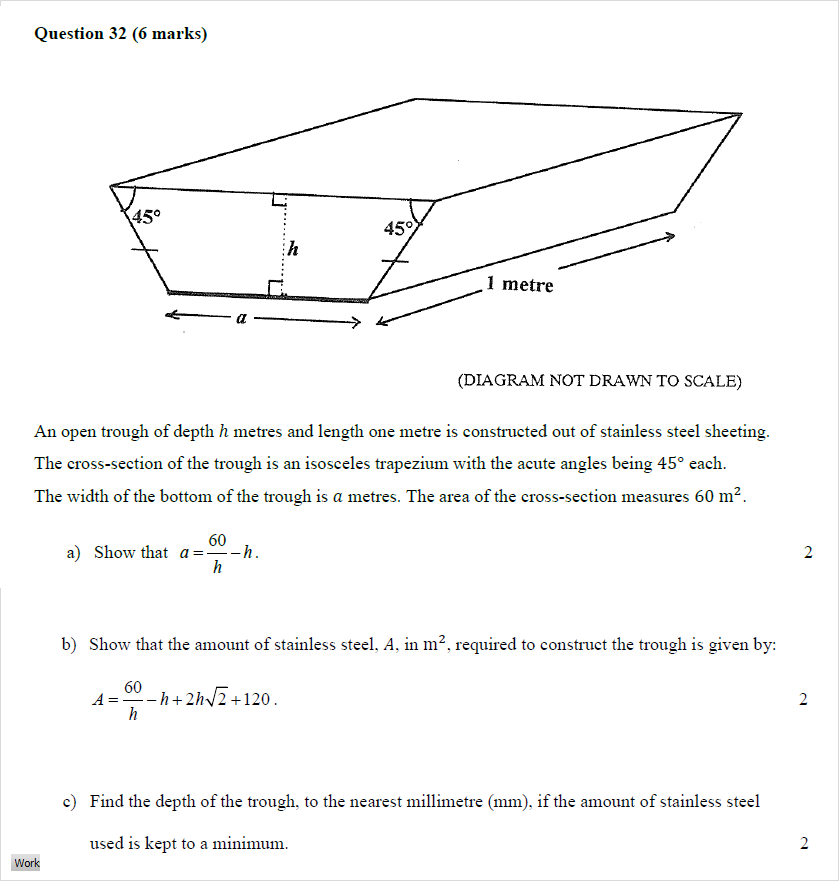 Question 32 (6 marks)
45°
45°
h
1 metre
a
(DIAGRAM NOT DRAWN TO SCALE)
An open trough of depth h metres and length one metre is constructed out of stainless steel sheeting.
The cross-section of the trough is an isosceles trapezium with the acute angles being 45° each.
The width of the bottom of the trough is a metres. The area of the cross-section measures 60 m².
a) Show that a = 60/h − h. 2
b) Show that the amount of stainless steel, A, in m², required to construct the trough is given by:
A = 60/h − h + 2h√2 + 120. 2
c) Find the depth of the trough, to the nearest millimetre (mm), if the amount of stainless steel
used is kept to a minimum. 2
Work